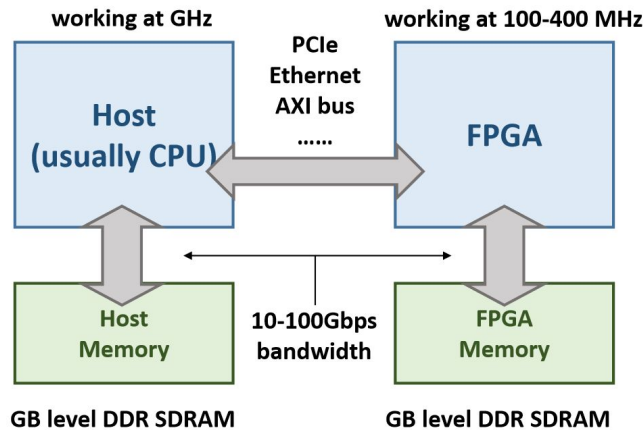 working at GHz
working at 100-400 MHz
PCIe
Ethernet
AXI bus
......
Host
(usually CPU)
FPGA
Host
Memory
10-100Gbps
bandwidth
FPGA
Memory
GB level DDR SDRAM
GB level DDR SDRAM